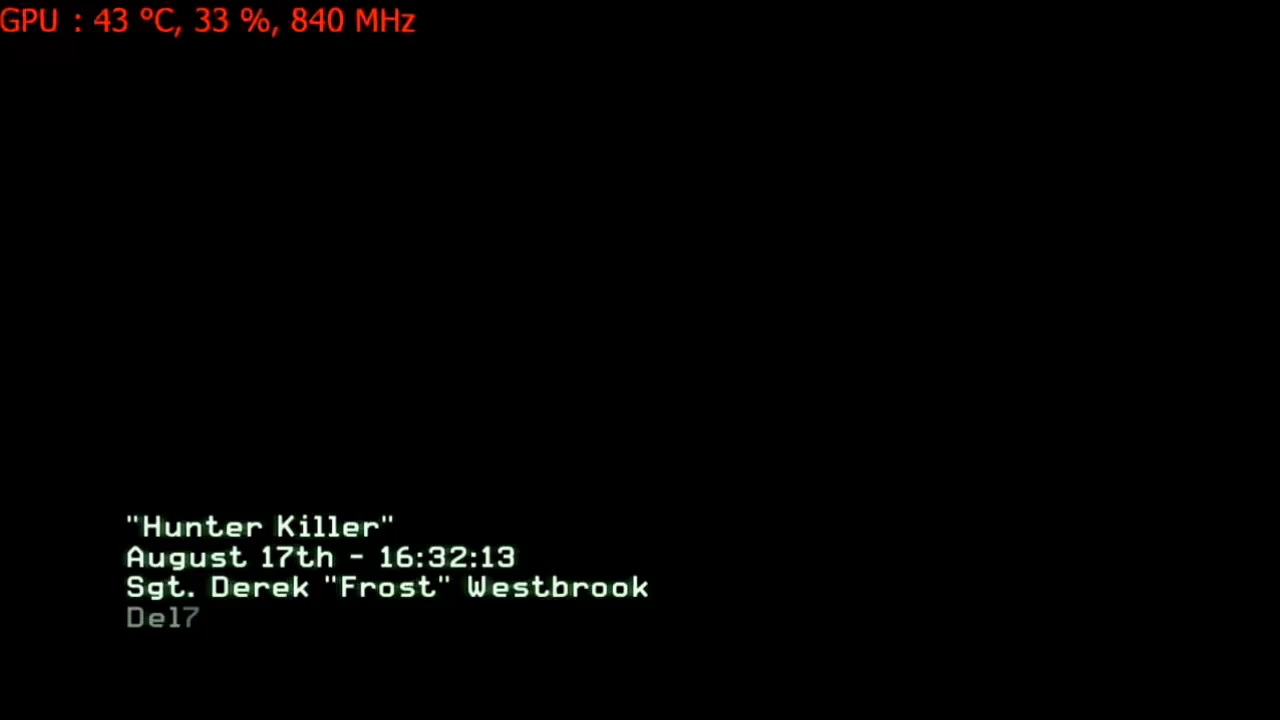 GPU : 43 °C, 33 %, 840 MHz
"Hunter Killer"
August 17th - 16:32:13
Sgt. Derek "Frost" Westbrook
Del7